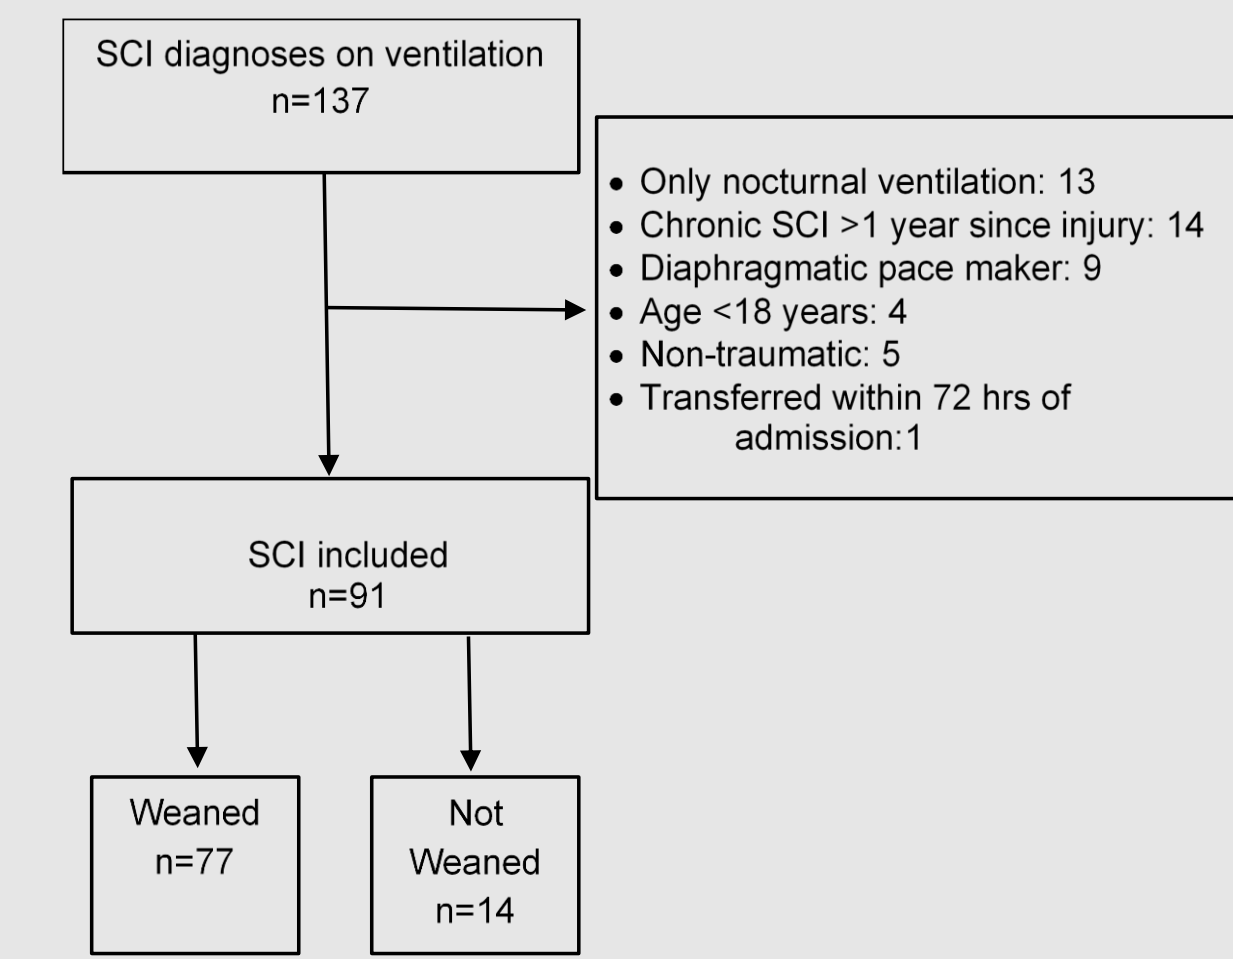 SCI diagnoses on ventilation
n=137
• Only nocturnal ventilation: 13
• Chronic SCI >1 year since injury: 14
• Diaphragmatic pace maker: 9
• Age <18 years: 4
• Non-traumatic: 5
• Transferred within 72 hrs of
admission:1
SCI included
n=91
Weaned
n=77
Not
Weaned
n=14